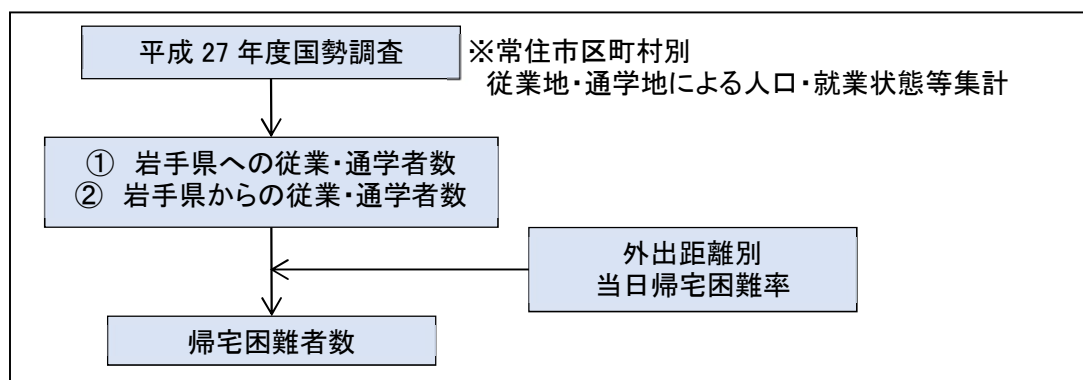 平成 27 年度国勢調査
※常住市区町村別
従業地・通学地による人口・就業状態等集計
① 岩手県への従業・通学者数
② 岩手県からの従業・通学者数
外出距離別
当日帰宅困難率
帰宅困難者数